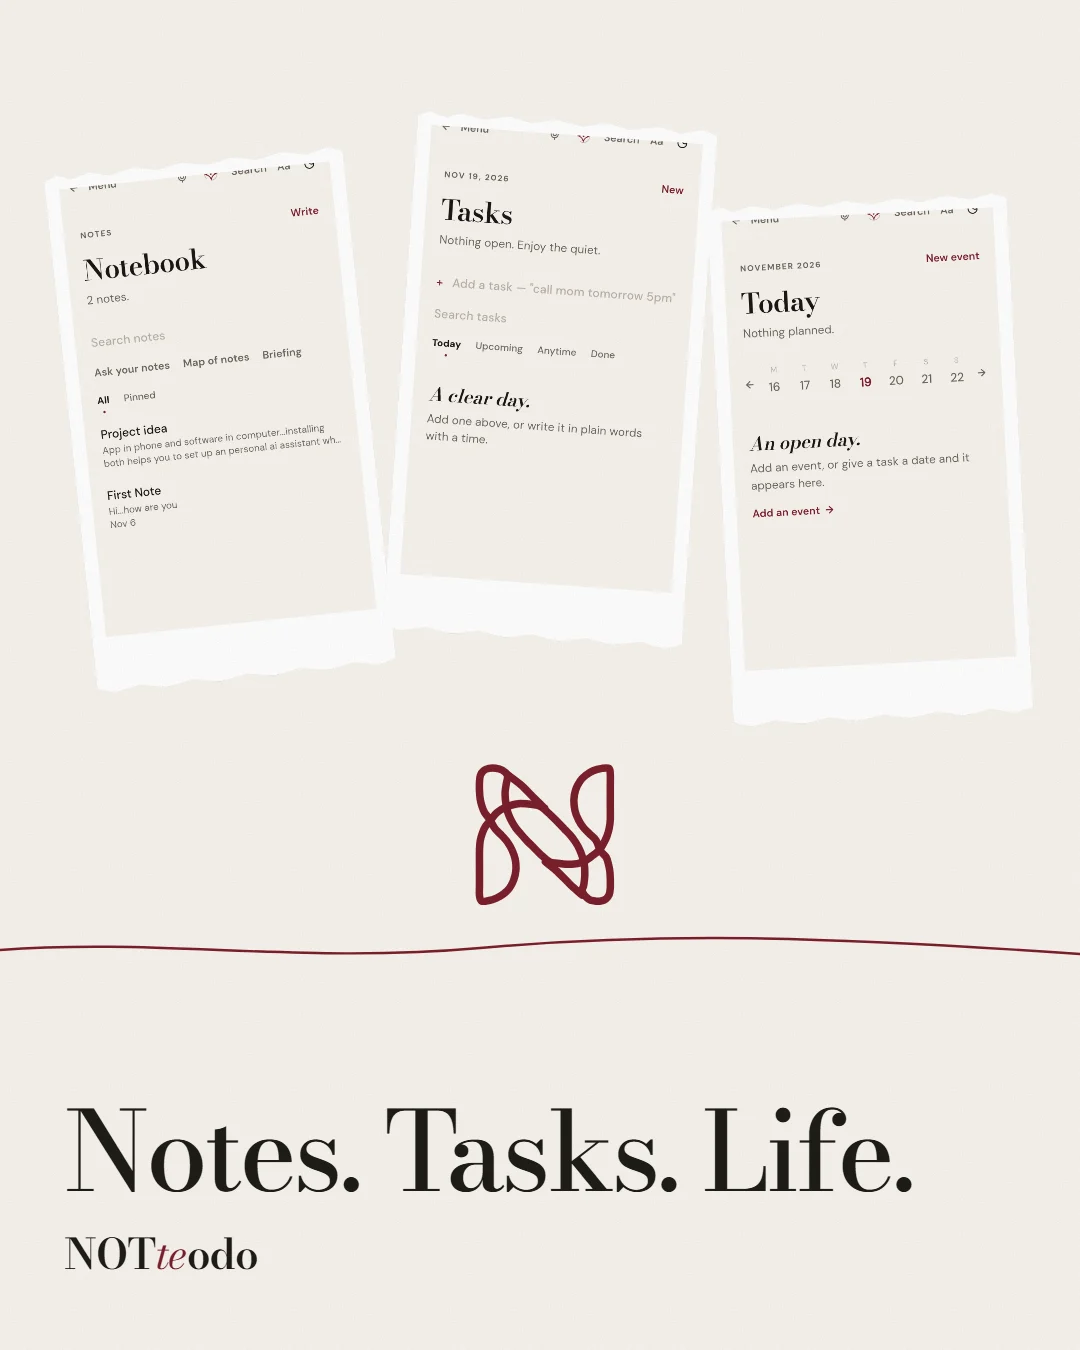 Menu Search Aa
Write
NOTES
Notebook
2 notes.
Search notes
Ask your notes Map of notes Briefing
All Pinned
Project idea
App in phone and software in computer...installing
both helps you to set up an personal ai assistant wh...
First Note
Hi...how are you
Nov 6
Menu Search Aa
NOV 19, 2026
New
Tasks
Nothing open. Enjoy the quiet.
+ Add a task — "call mom tomorrow 5pm"
Search tasks
Today Upcoming Anytime Done
A clear day.
Add one above, or write it in plain words
with a time.
Menu Search Aa
NOVEMBER 2026
New event
Today
Nothing planned.
M T W T F S S
← 16 17 18 19 20 21 22 →
An open day.
Add an event, or give a task a date and it
appears here.
Add an event →
N
Notes. Tasks. Life.
NOTteodo